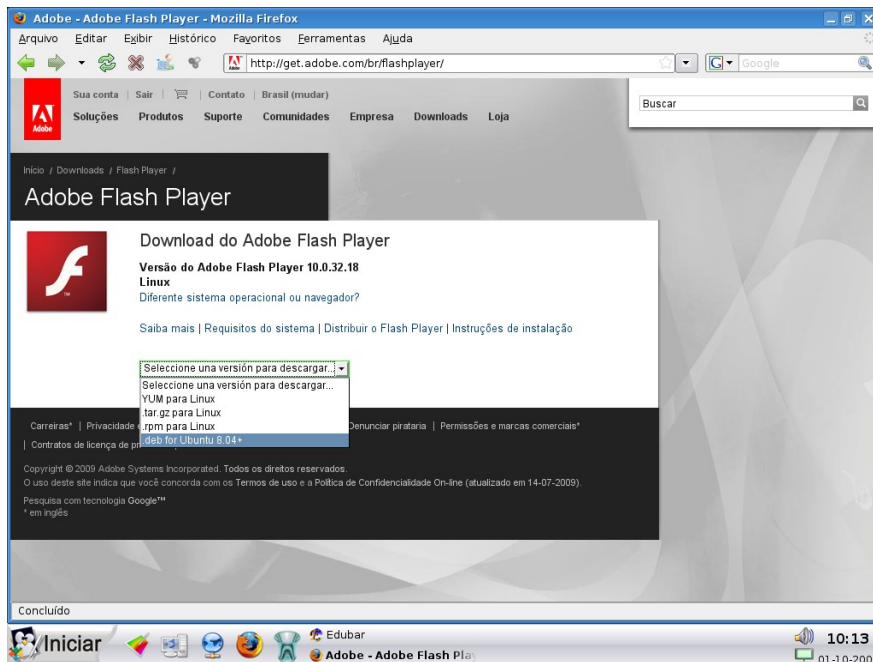 Adobe - Adobe Flash Player - Mozilla Firefox
Arquivo Editar Exibir Histórico Favoritos Ferramentas Ajuda
http://get.adobe.com/br/flashplayer/
Google
Sua conta | Sair | | Contato | Brasil (mudar)
Buscar
Adobe
Soluções Produtos Suporte Comunidades Empresa Downloads Loja
Início / Downloads / Flash Player /
Adobe Flash Player
Download do Adobe Flash Player
Versão do Adobe Flash Player 10.0.32.18
Linux
Diferente sistema operacional ou navegador?
Saiba mais | Requisitos do sistema | Distribuir o Flash Player | Instruções de instalação
Seleccione una versión para descargar...
Seleccione una versión para descargar...
YUM para Linux
.tar.gz para Linux
.rpm para Linux
.deb for Ubuntu 8.04+
Carreiras* | Privacidade Denunciar pirataria | Permissões e marcas comerciais*
| Contratos de licença de
Copyright © 2009 Adobe Systems Incorporated. Todos os direitos reservados.
O uso deste site indica que você concorda com os Termos de uso e a Política de Confidencialidade On-line (atualizado em 14-07-2009).
Pesquisa com tecnologia Google™
* em inglês
Concluído
Iniciar
Edubar
Adobe - Adobe Flash
10:13